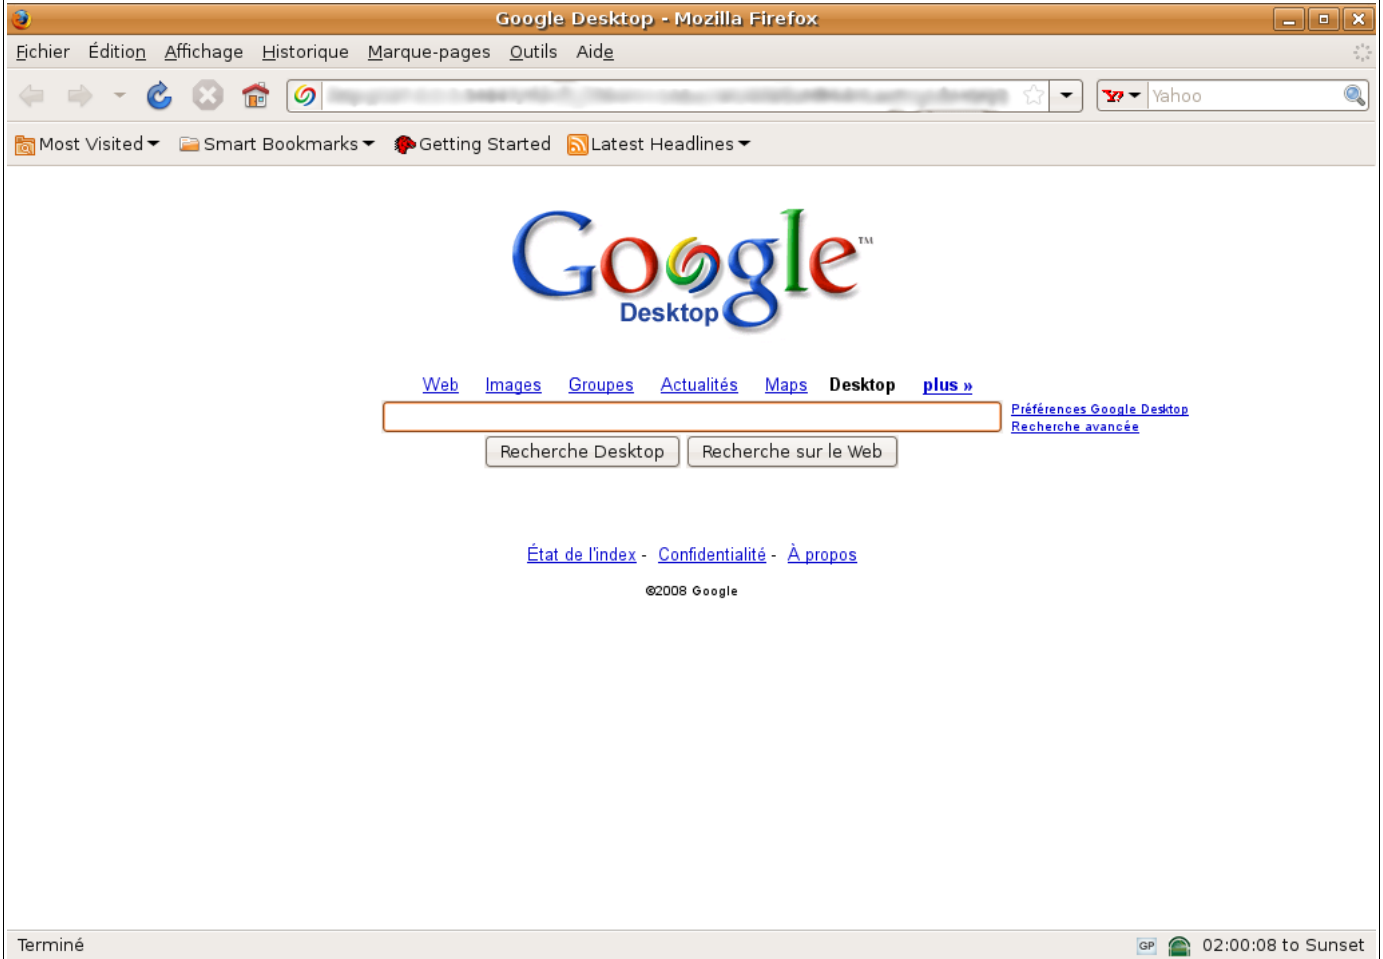 Google Desktop - Mozilla Firefox
Fichier Édition Affichage Historique Marque-pages Outils Aide
Yahoo
Most Visited Smart Bookmarks Getting Started Latest Headlines
Google™
Desktop
Web Images Groupes Actualités Maps Desktop plus »
Préférences Google Desktop
Recherche avancée
Recherche Desktop Recherche sur le Web
État de l'index - Confidentialité - À propos
©2008 Google
Terminé GP 02:00:08 to Sunset